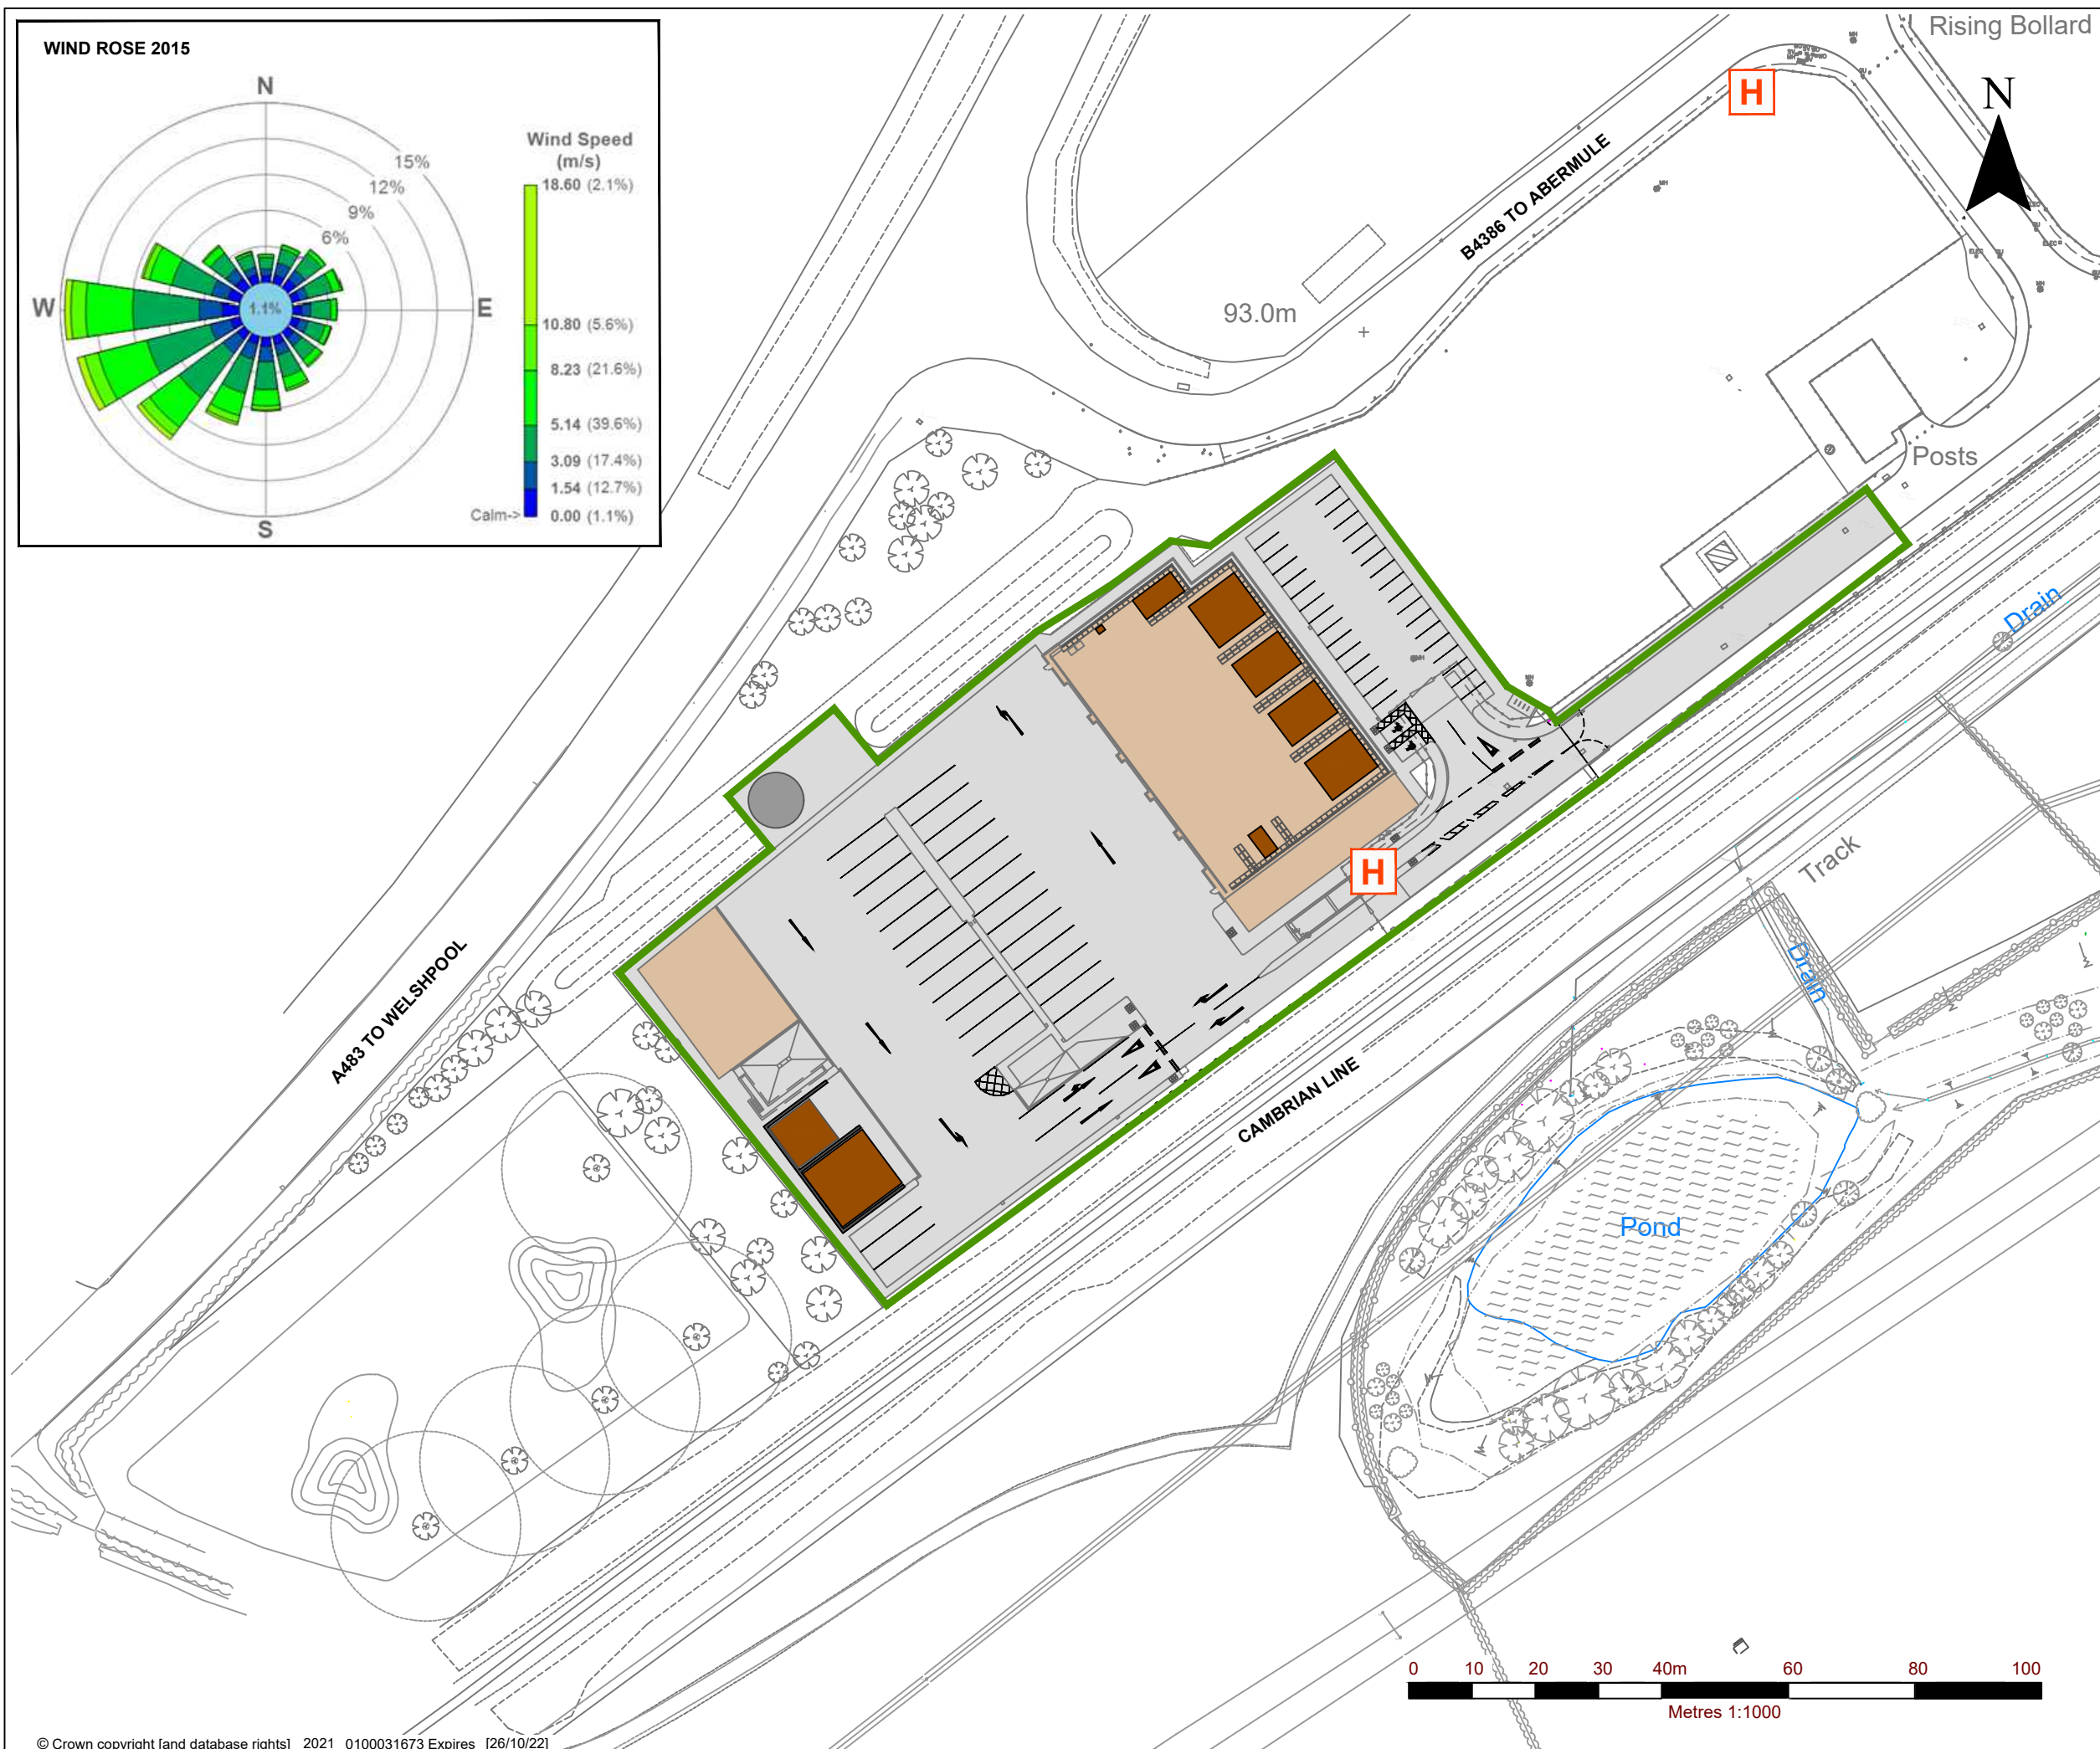 WIND ROSE 2015
N
15%
12%
9%
6%
W
1.1%
E
S
Wind Speed
(m/s)
18.60 (2.1%)
10.80 (5.6%)
8.23 (21.6%)
5.14 (39.6%)
3.09 (17.4%)
1.54 (12.7%)
Calm-> 0.00 (1.1%)
Rising Bollard
H
N
B4386 TO ABERMULE
93.0m
Posts
Drain
H
Track
Drain
A483 TO WELSHPOOL
CAMBRIAN LINE
Pond
0 10 20 30 40m 60 80 100
Metres 1:1000
© Crown copyright [and database rights] 2021 0100031673 Expires [26/10/22]